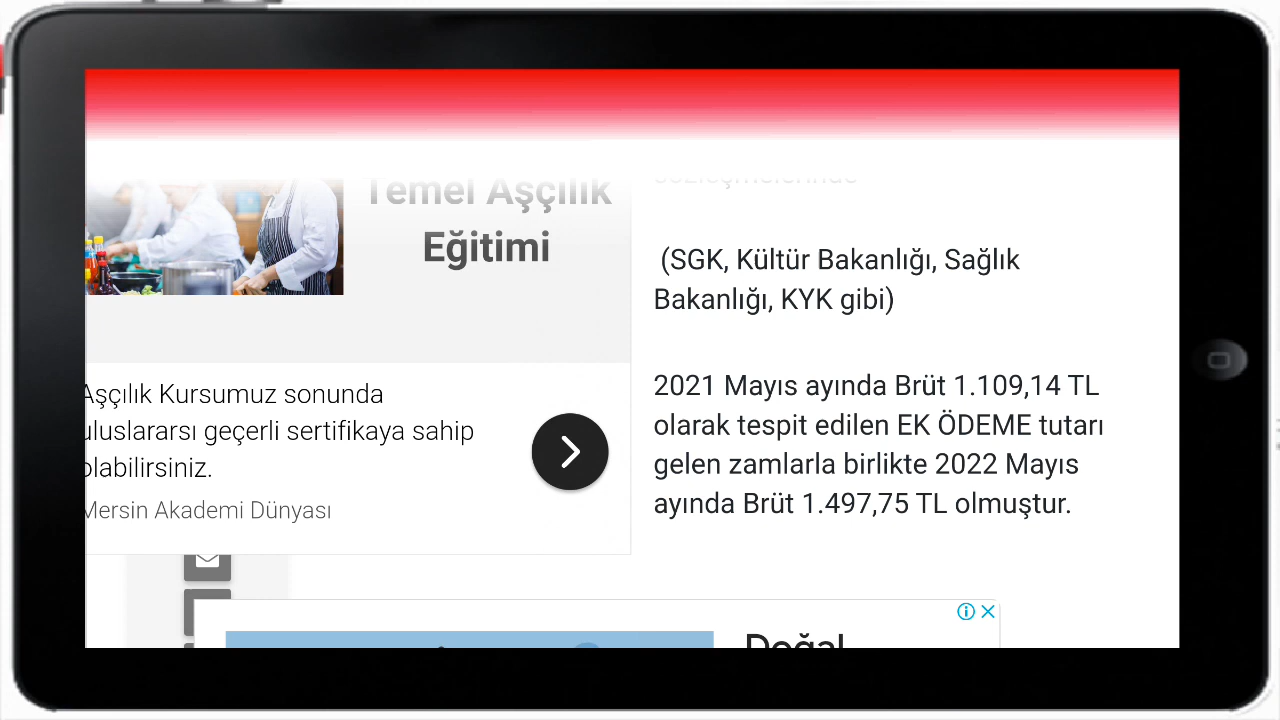 Temel Aşçılık
Eğitimi
Aşçılık Kursumuz sonunda
uluslararsı geçerli sertifikaya sahip
olabilirsiniz.
Mersin Akademi Dünyası
sözleşmelerinde
(SGK, Kültür Bakanlığı, Sağlık
Bakanlığı, KYK gibi)
2021 Mayıs ayında Brüt 1.109,14 TL
olarak tespit edilen EK ÖDEME tutarı
gelen zamlarla birlikte 2022 Mayıs
ayında Brüt 1.497,75 TL olmuştur.
Doğal